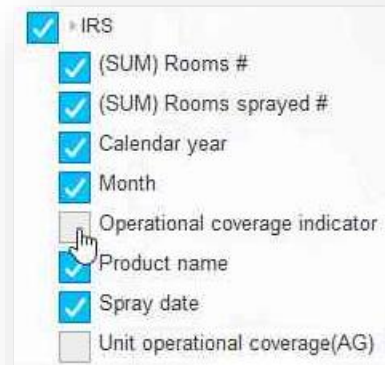 IRS
(SUM) Rooms #
(SUM) Rooms sprayed #
Calendar year
Month
Operational coverage indicator
Product name
Spray date
Unit operational coverage(AG)